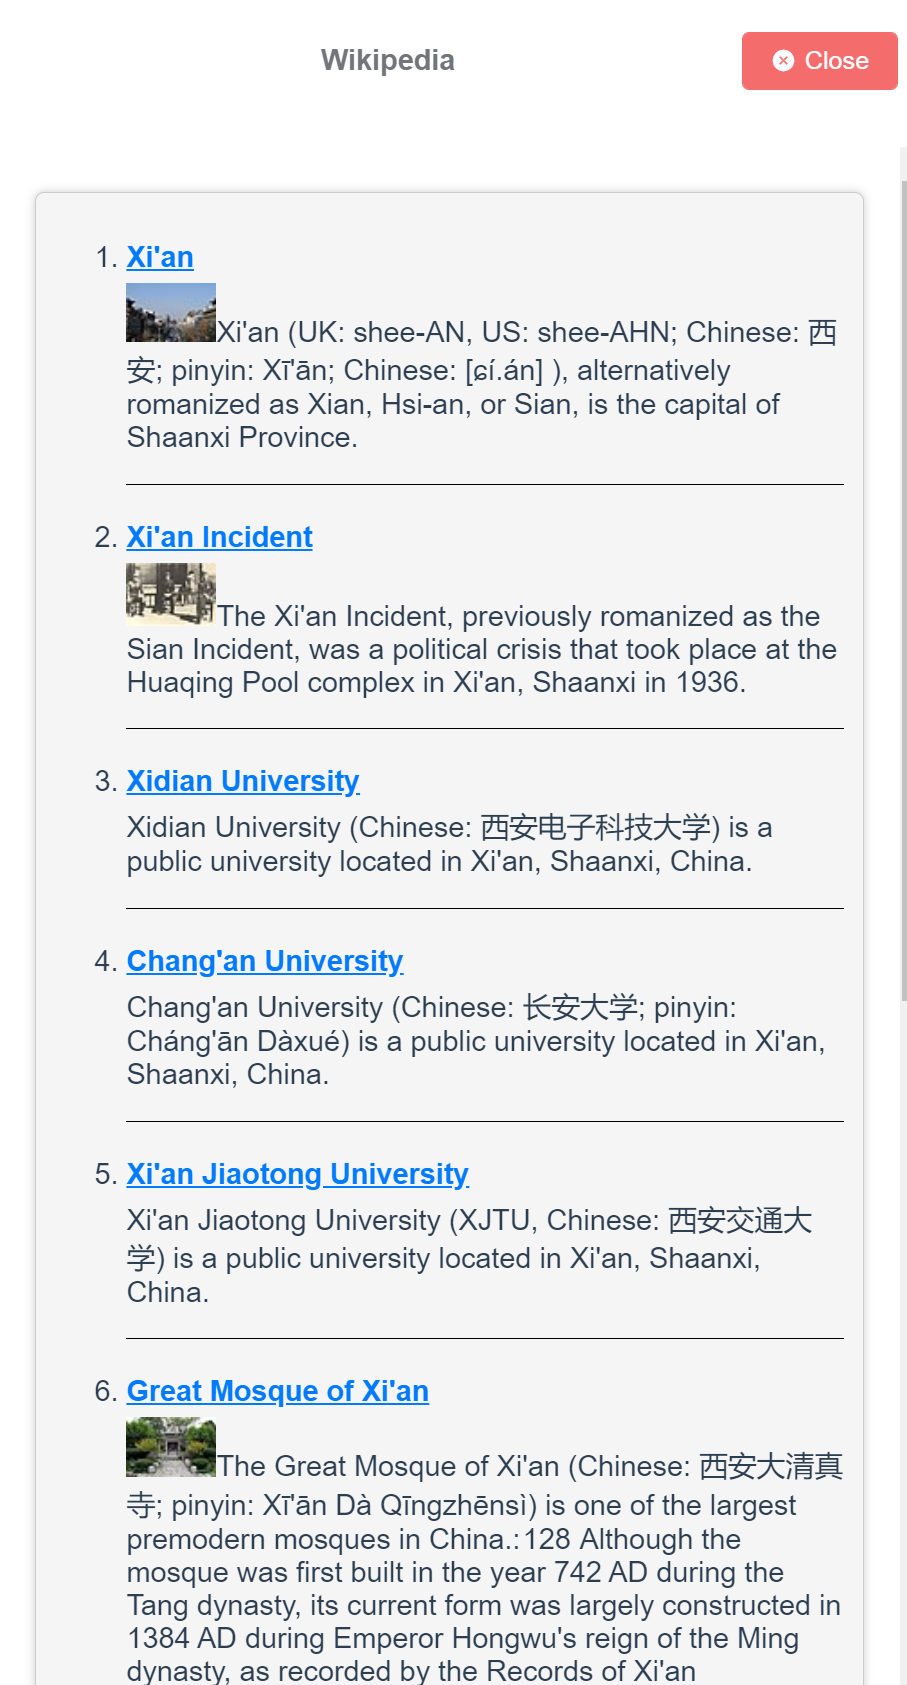 Wikipedia
Close
1. Xi'an
Xi'an (UK: shee-AN, US: shee-AHN; Chinese: 西
安; pinyin: Xī'ān; Chinese: [ɕí.án] ), alternatively
romanized as Xian, Hsi-an, or Sian, is the capital of
Shaanxi Province.
2. Xi'an Incident
The Xi'an Incident, previously romanized as the
Sian Incident, was a political crisis that took place at the
Huaqing Pool complex in Xi'an, Shaanxi in 1936.
3. Xidian University
Xidian University (Chinese: 西安电子科技大学) is a
public university located in Xi'an, Shaanxi, China.
4. Chang'an University
Chang'an University (Chinese: 长安大学; pinyin:
Cháng'ān Dàxué) is a public university located in Xi'an,
Shaanxi, China.
5. Xi'an Jiaotong University
Xi'an Jiaotong University (XJTU, Chinese: 西安交通大
学) is a public university located in Xi'an, Shaanxi,
China.
6. Great Mosque of Xi'an
The Great Mosque of Xi'an (Chinese: 西安大清真
寺; pinyin: Xī'ān Dà Qīngzhēnsì) is one of the largest
premodern mosques in China.:128 Although the
mosque was first built in the year 742 AD during the
Tang dynasty, its current form was largely constructed in
1384 AD during Emperor Hongwu's reign of the Ming
dynasty, as recorded by the Records of Xi'an